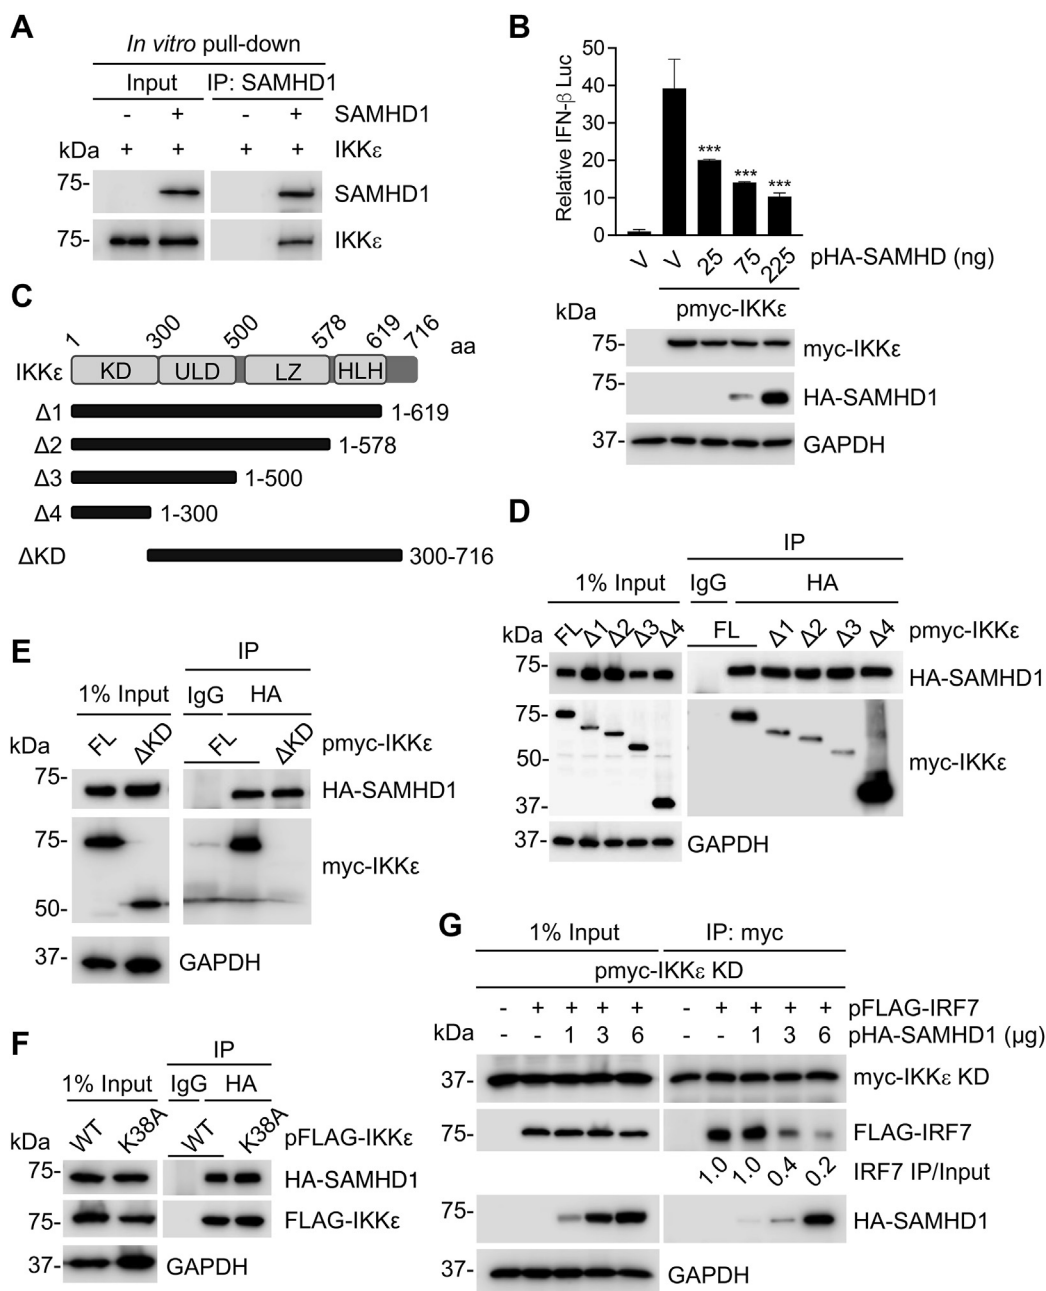 A
In vitro pull-down
Input IP: SAMHD1
- + - + SAMHD1
kDa + + + + IKKε
75- SAMHD1
75- IKKε
B
Relative IFN-β Luc
50
40
30
20
10
0
*** *** ***
V V 25 75 225 pHA-SAMHD (ng)
pmyc-IKKε
kDa
75- myc-IKKε
75- HA-SAMHD1
37- GAPDH
C
1 300 500 578 619 716 aa
IKKε KD ULD LZ HLH
Δ1 1-619
Δ2 1-578
Δ3 1-500
Δ4 1-300
ΔKD 300-716
D
IP
1% Input IgG HA
kDa FL Δ1 Δ2 Δ3 Δ4 FL Δ1 Δ2 Δ3 Δ4 pmyc-IKKε
75- HA-SAMHD1
75-
50- myc-IKKε
37-
37- GAPDH
E
IP
1% Input IgG HA
kDa FL ΔKD FL ΔKD pmyc-IKKε
75- HA-SAMHD1
75- myc-IKKε
50-
37- GAPDH
F
IP
1% Input IgG HA
kDa WT K38A WT K38A pFLAG-IKKε
75- HA-SAMHD1
75- FLAG-IKKε
37- GAPDH
G
1% Input IP: myc
pmyc-IKKε KD
- + + + + - + + + + pFLAG-IRF7
kDa - - 1 3 6 - - 1 3 6 pHA-SAMHD1 (µg)
37- myc-IKKε KD
75- FLAG-IRF7
1.0 1.0 0.4 0.2 IRF7 IP/Input
75- HA-SAMHD1
37- GAPDH